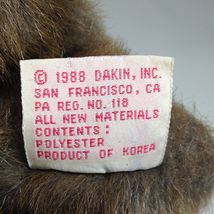 © 1988 DAKIN, INC.
SAN FRANCISCO, CA
PA REG. NO. 118
ALL NEW MATERIALS
CONTENTS:
POLYESTER
PRODUCT OF KOREA